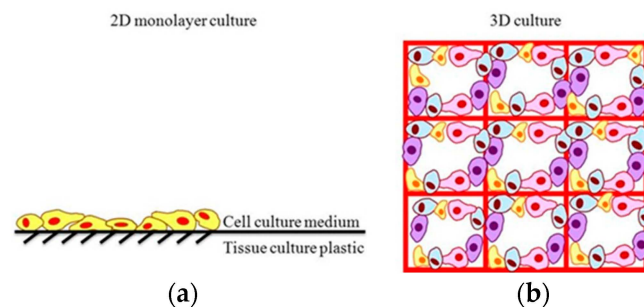 2D monolayer culture
3D culture
Cell culture medium
Tissue culture plastic
(a)
(b)